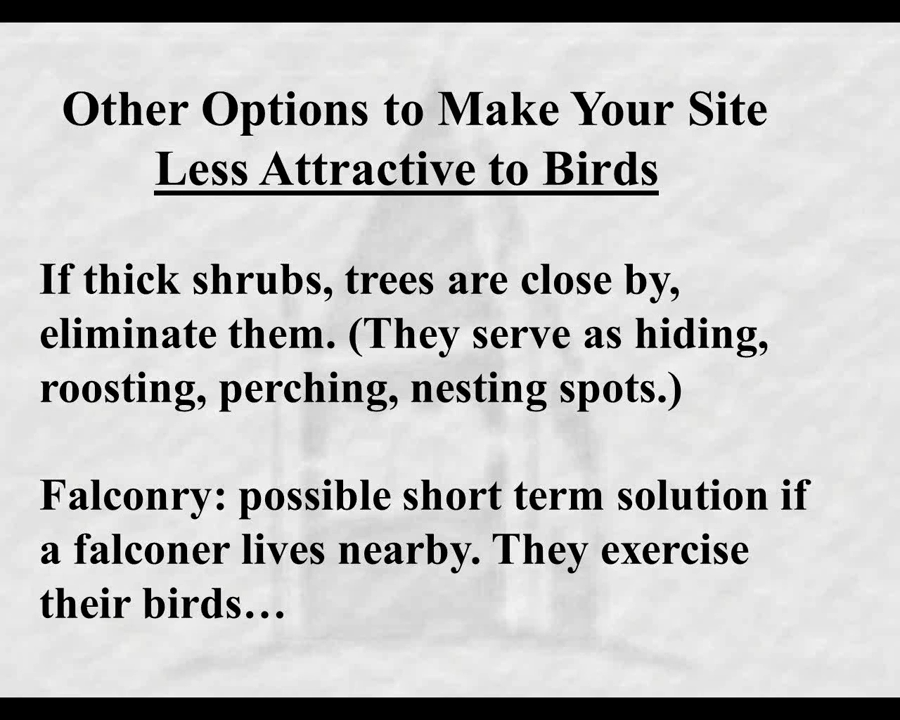 Other Options to Make Your Site
Less Attractive to Birds
If thick shrubs, trees are close by,
eliminate them. (They serve as hiding,
roosting, perching, nesting spots.)
Falconry: possible short term solution if
a falconer lives nearby. They exercise
their birds…